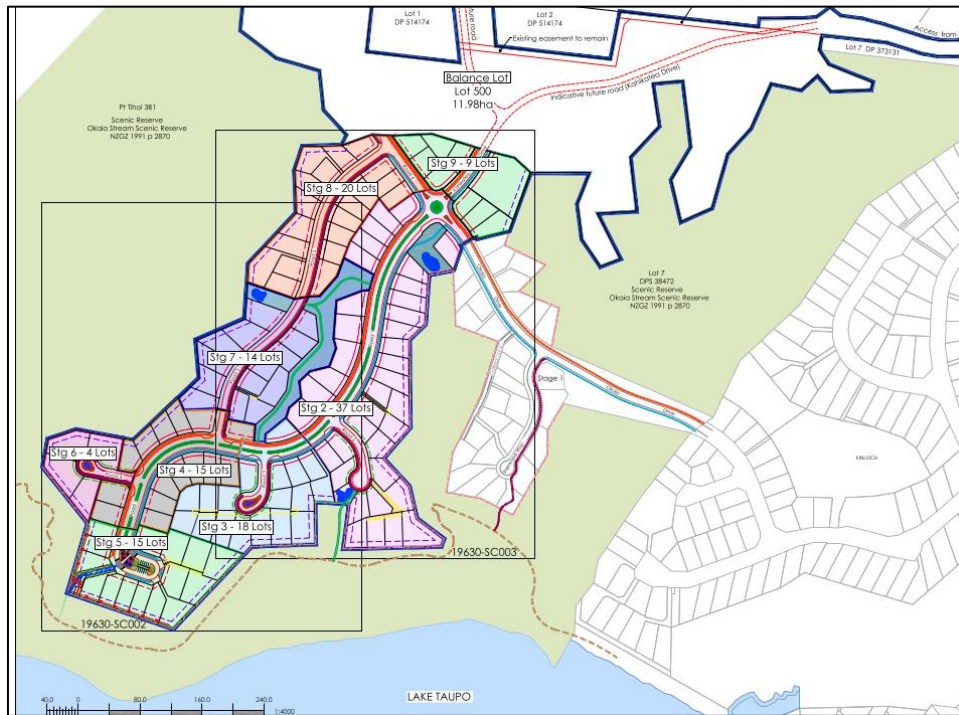 Lot 1
DP 514174
Lot 2
DP 514174
future road
Existing easement to remain
Access from
Lot 7 DP 373131
Balance Lot
Lot 500
11.98ha
Indicative future road (Kahikatea Drive)
Pt Tihoi 3B1
Scenic Reserve
Okaia Stream Scenic Reserve
NZGZ 1991 p 2870
Stg 9 - 9 Lots
Stg 8 - 20 Lots
Lot 7
DPS 38472
Scenic Reserve
Okaia Stream Scenic Reserve
NZGZ 1991 p 2870
Stg 7 - 14 Lots
Stage 1
Stg 2 - 37 Lots
Stg 6 - 4 Lots
Stg 4 - 15 Lots
KINLOCH
Stg 3 - 18 Lots
Stg 5 - 15 Lots
19630-SC003
19630-SC002
LAKE TAUPO
40.0 0 80.0 160.0 240.0
1:4000